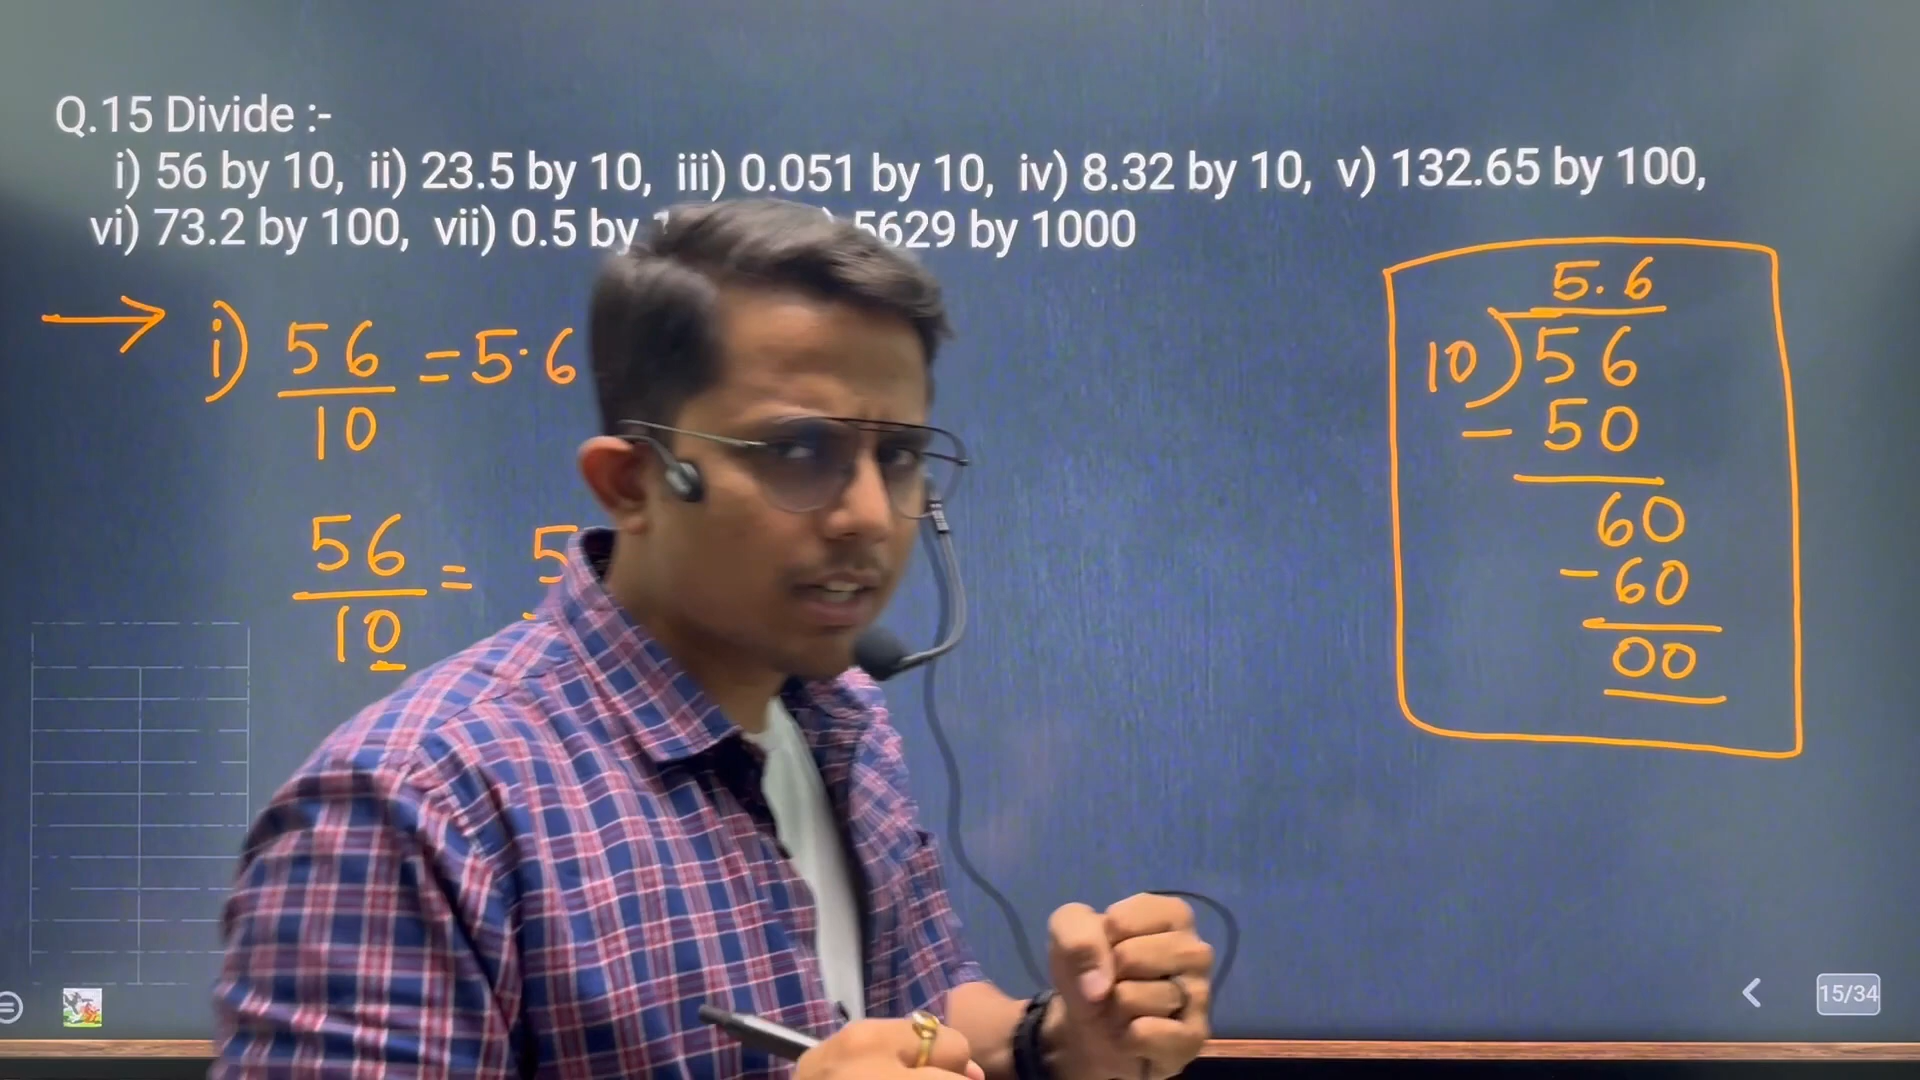 Q.15 Divide :-
i) 56 by 10, ii) 23.5 by 10, iii) 0.051 by 10, iv) 8.32 by 10, v) 132.65 by 100,
vi) 73.2 by 100, vii) 0.5 by 5629 by 1000
→ i) 56/10 = 5.6
56/10 = 5
5.6
10)56
- 50
60
- 60
00
15/34